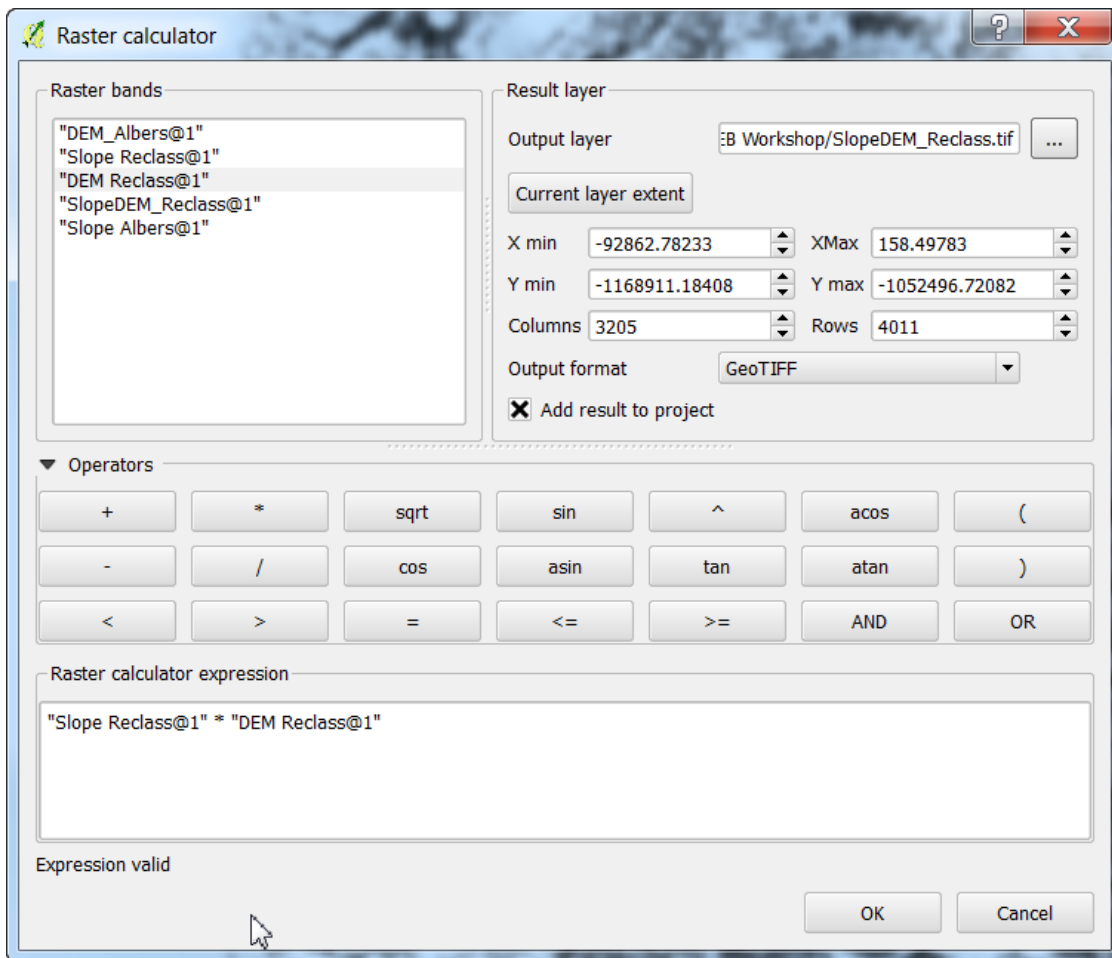 Raster calculator
?
X
Raster bands
"DEM_Albers@1"
"Slope Reclass@1"
"DEM Reclass@1"
"SlopeDEM_Reclass@1"
"Slope Albers@1"
Result layer
Output layer
EB Workshop/SlopeDEM_Reclass.tif
...
Current layer extent
X min -92862.78233 XMax 158.49783
Y min -1168911.18408 Y max -1052496.72082
Columns 3205 Rows 4011
Output format GeoTIFF
Add result to project
Operators
+ * sqrt sin ^ acos (
- / cos asin tan atan )
< > = <= >= AND OR
Raster calculator expression
"Slope Reclass@1" * "DEM Reclass@1"
Expression valid
OK Cancel